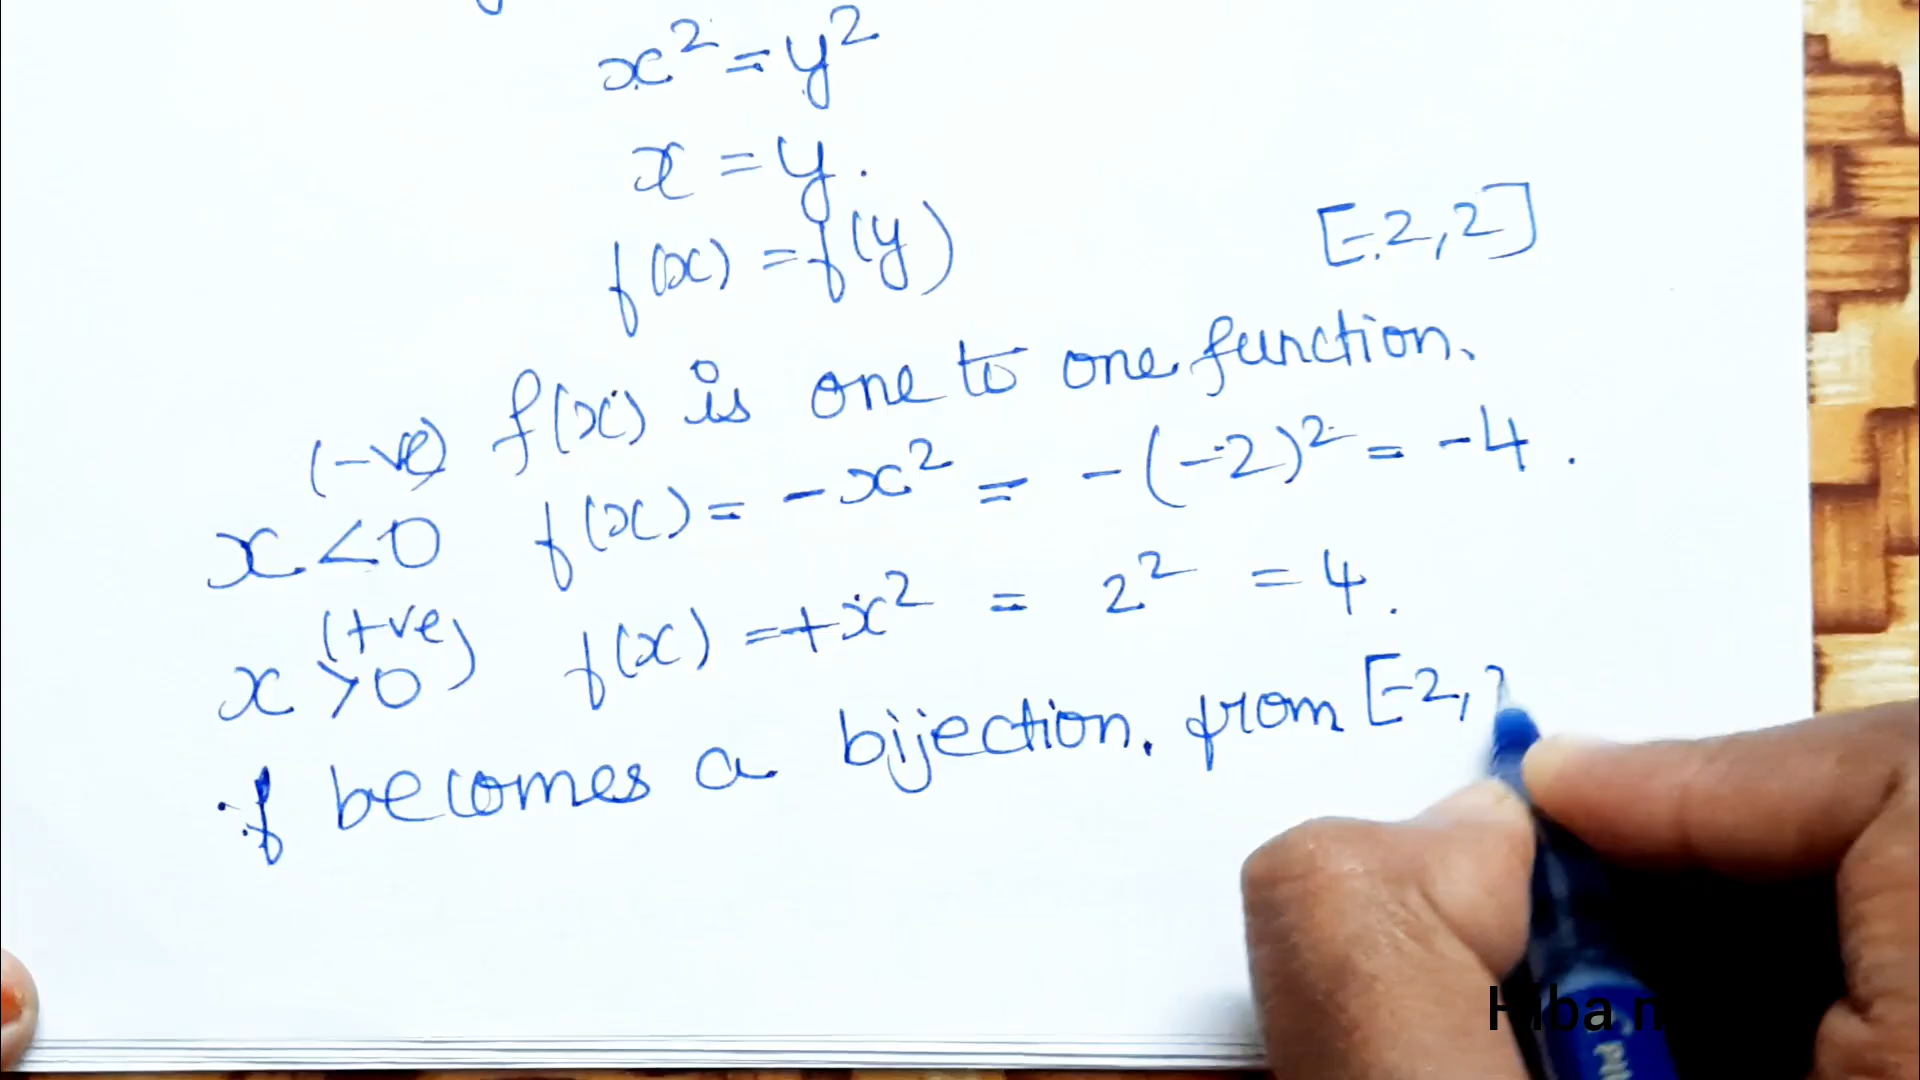 x² = y²
x = y.
f(x) = f(y)
[-2, 2]
f(x) is one to one function.
(-ve)
x < 0 f(x) = -x² = -(-2)² = -4.
(+ve)
x > 0 f(x) = +x² = 2² = 4.
∴ f becomes a bijection. from [-2,
Hiba